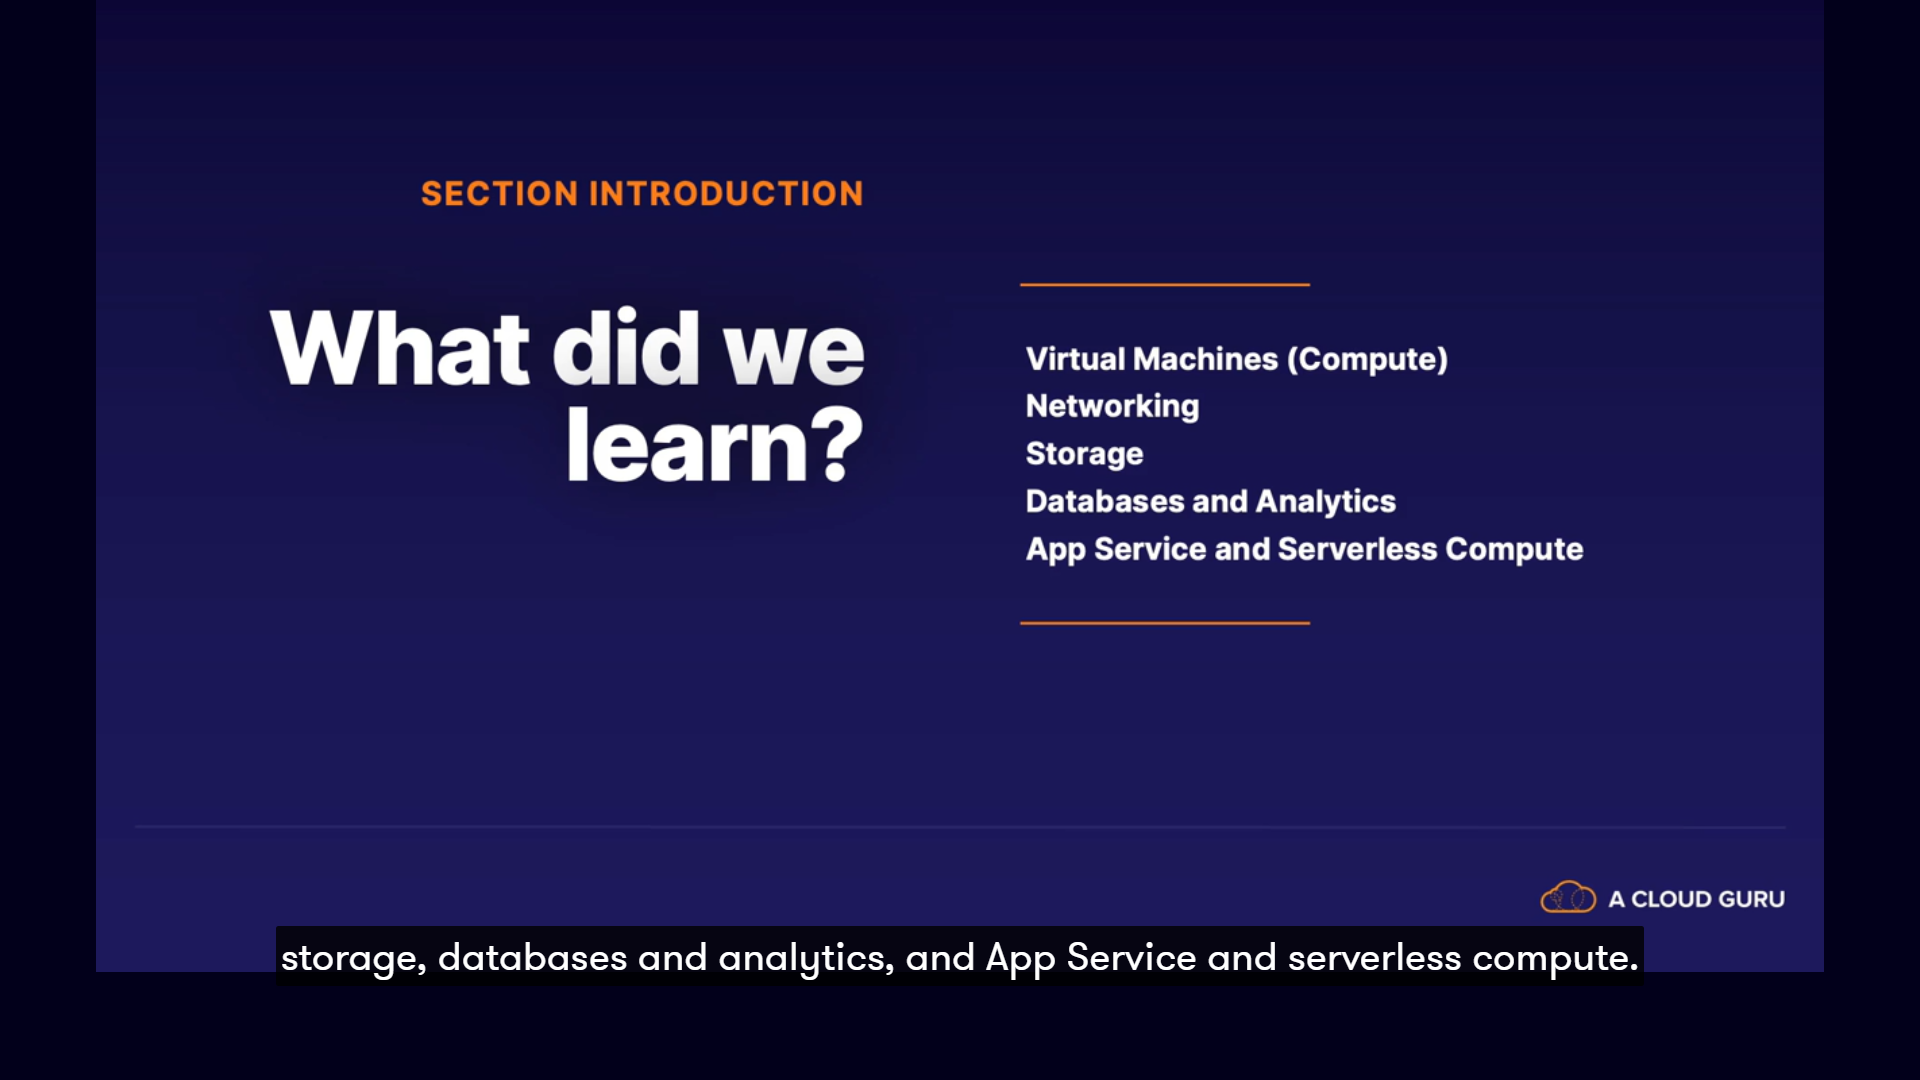 SECTION INTRODUCTION
What did we
learn?
Virtual Machines (Compute)
Networking
Storage
Databases and Analytics
App Service and Serverless Compute
A CLOUD GURU
storage, databases and analytics, and App Service and serverless compute.